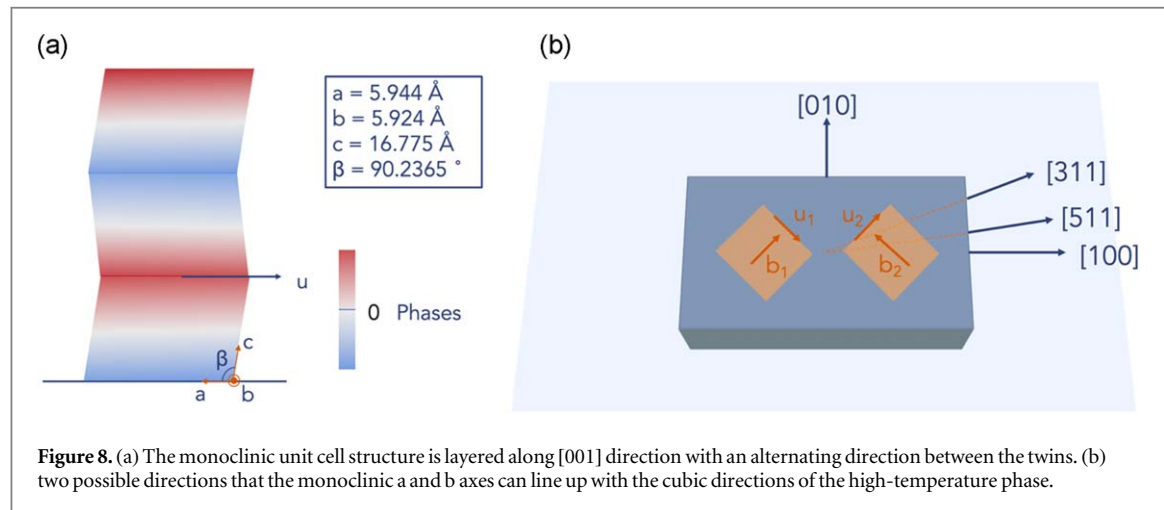 (a)
a = 5.944 Å
b = 5.924 Å
c = 16.775 Å
β = 90.2365 °
u
0 Phases
c
β
a
b
(b)
[010]
[311]
[511]
[100]
u1
u2
b1
b2
Figure 8. (a) The monoclinic unit cell structure is layered along [001] direction with an alternating direction between the twins. (b)
two possible directions that the monoclinic a and b axes can line up with the cubic directions of the high-temperature phase.